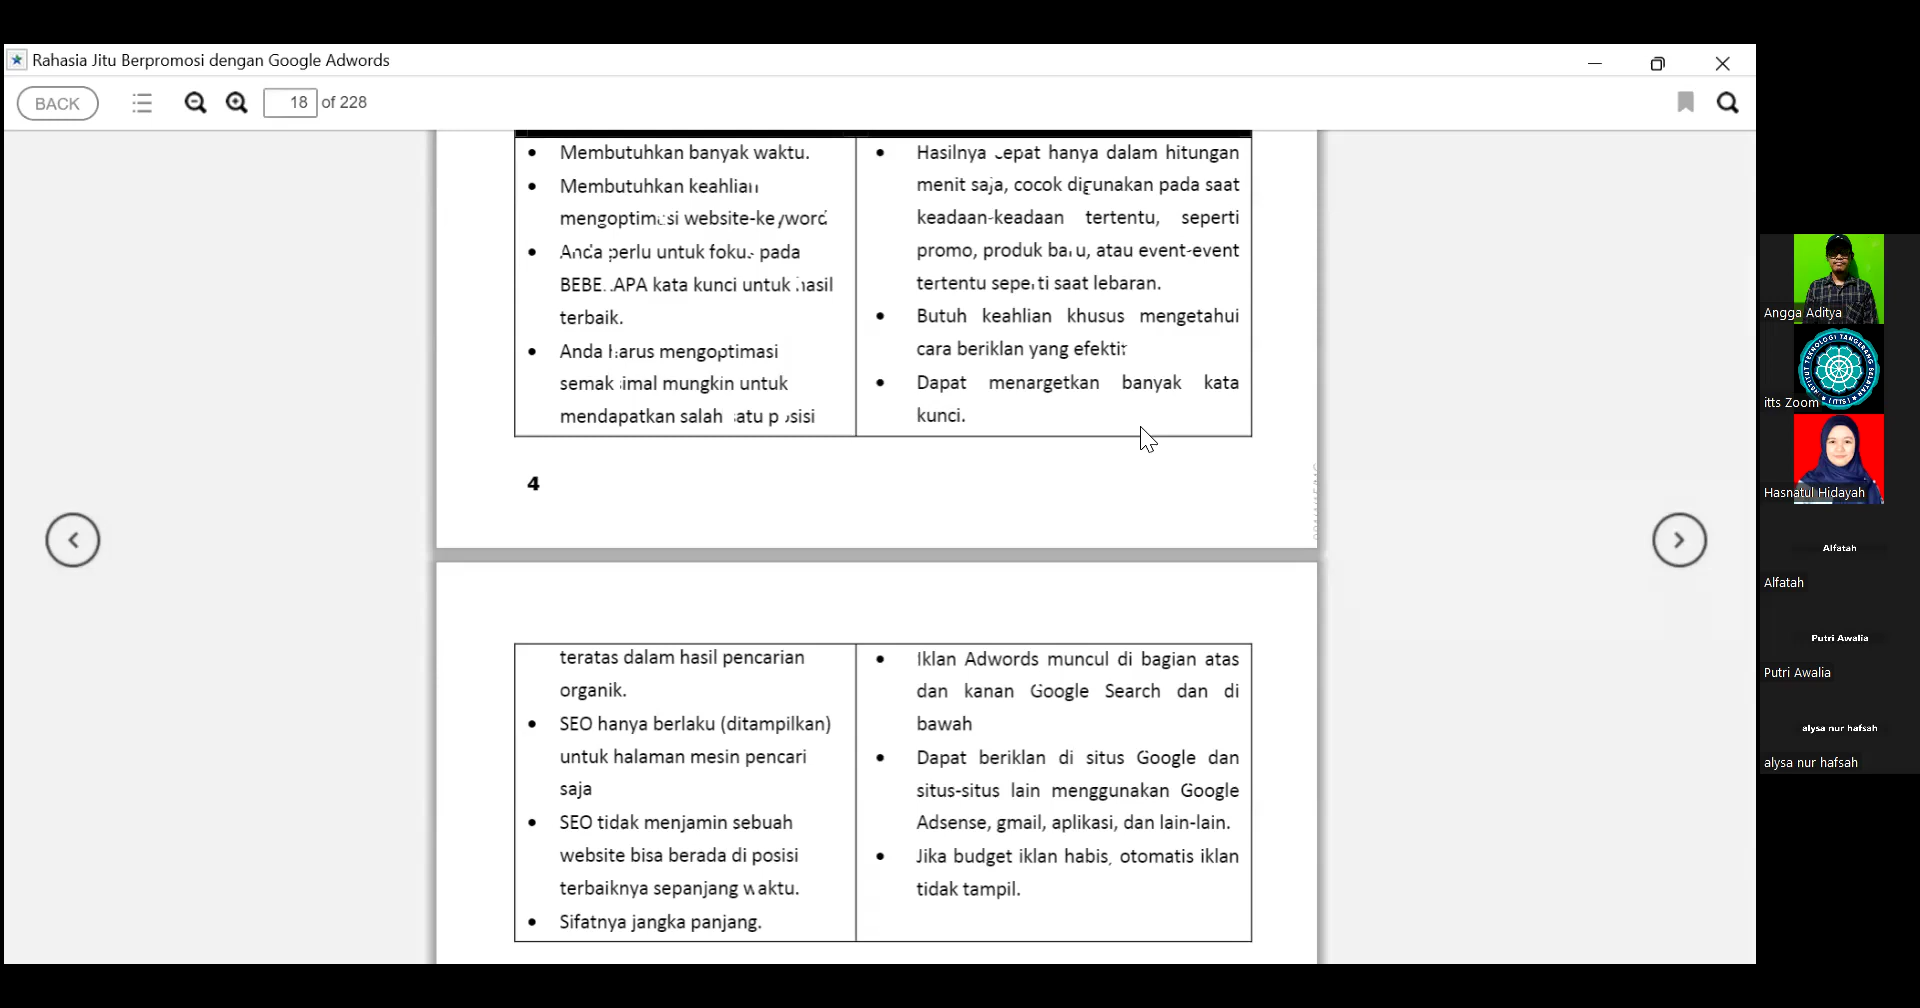 Rahasia Jitu Berpromosi dengan Google Adwords
BACK
18 of 228
Membutuhkan banyak waktu.
Membutuhkan keahlian
mengoptimasi website-keyword
Anda perlu untuk fokus pada
BEBERAPA kata kunci untuk hasil
terbaik.
Anda harus mengoptimasi
semaksimal mungkin untuk
mendapatkan salah satu posisi
Hasilnya cepat hanya dalam hitungan
menit saja, cocok digunakan pada saat
keadaan-keadaan tertentu, seperti
promo, produk baru, atau event-event
tertentu seperti saat lebaran.
Butuh keahlian khusus mengetahui
cara beriklan yang efektif
Dapat menargetkan banyak kata
kunci.
4
teratas dalam hasil pencarian
organik.
SEO hanya berlaku (ditampilkan)
untuk halaman mesin pencari
saja
SEO tidak menjamin sebuah
website bisa berada di posisi
terbaiknya sepanjang waktu.
Sifatnya jangka panjang.
Iklan Adwords muncul di bagian atas
dan kanan Google Search dan di
bawah
Dapat beriklan di situs Google dan
situs-situs lain menggunakan Google
Adsense, gmail, aplikasi, dan lain-lain.
Jika budget iklan habis, otomatis iklan
tidak tampil.
Angga Aditya
TEKNOLOGI TANGERANG
(ITTS)
itts Zoom
Hasnatul Hidayah
Alfatah
Alfatah
Putri Awalia
Putri Awalia
alysa nur hafsah
alysa nur hafsah